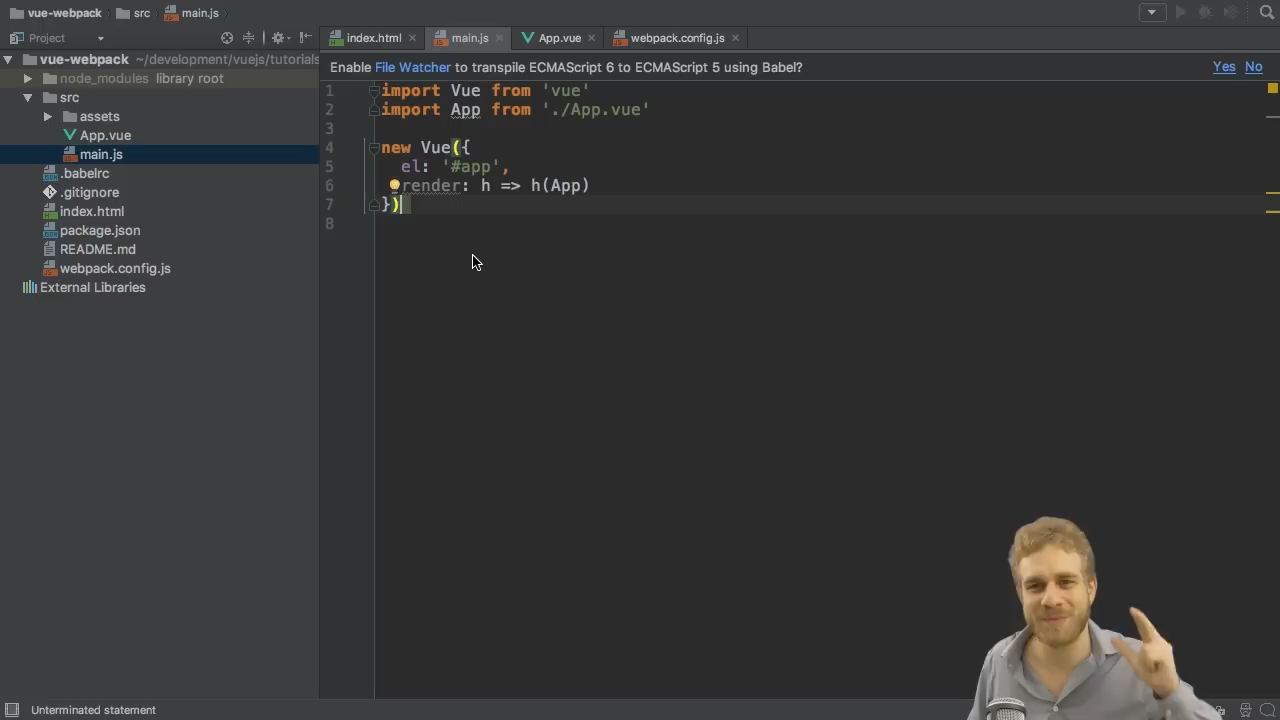 vue-webpack src main.js
Project
index.html main.js App.vue webpack.config.js
vue-webpack ~/development/vuejs/tutorials
node_modules library root
src
assets
App.vue
main.js
.babelrc
.gitignore
index.html
package.json
README.md
webpack.config.js
External Libraries
Enable File Watcher to transpile ECMAScript 6 to ECMAScript 5 using Babel? Yes No
1 import Vue from 'vue'
2 import App from './App.vue'
3
4 new Vue({
5 el: '#app',
6 render: h => h(App)
7 })
8
Unterminated statement